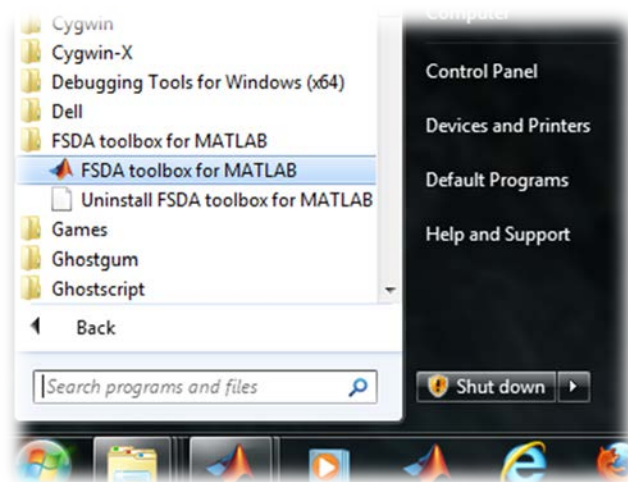 Cygwin
Cygwin-X
Debugging Tools for Windows (x64)
Dell
FSDA toolbox for MATLAB
FSDA toolbox for MATLAB
Uninstall FSDA toolbox for MATLAB
Games
Ghostgum
Ghostscript
Back
Search programs and files
Computer
Control Panel
Devices and Printers
Default Programs
Help and Support
Shut down